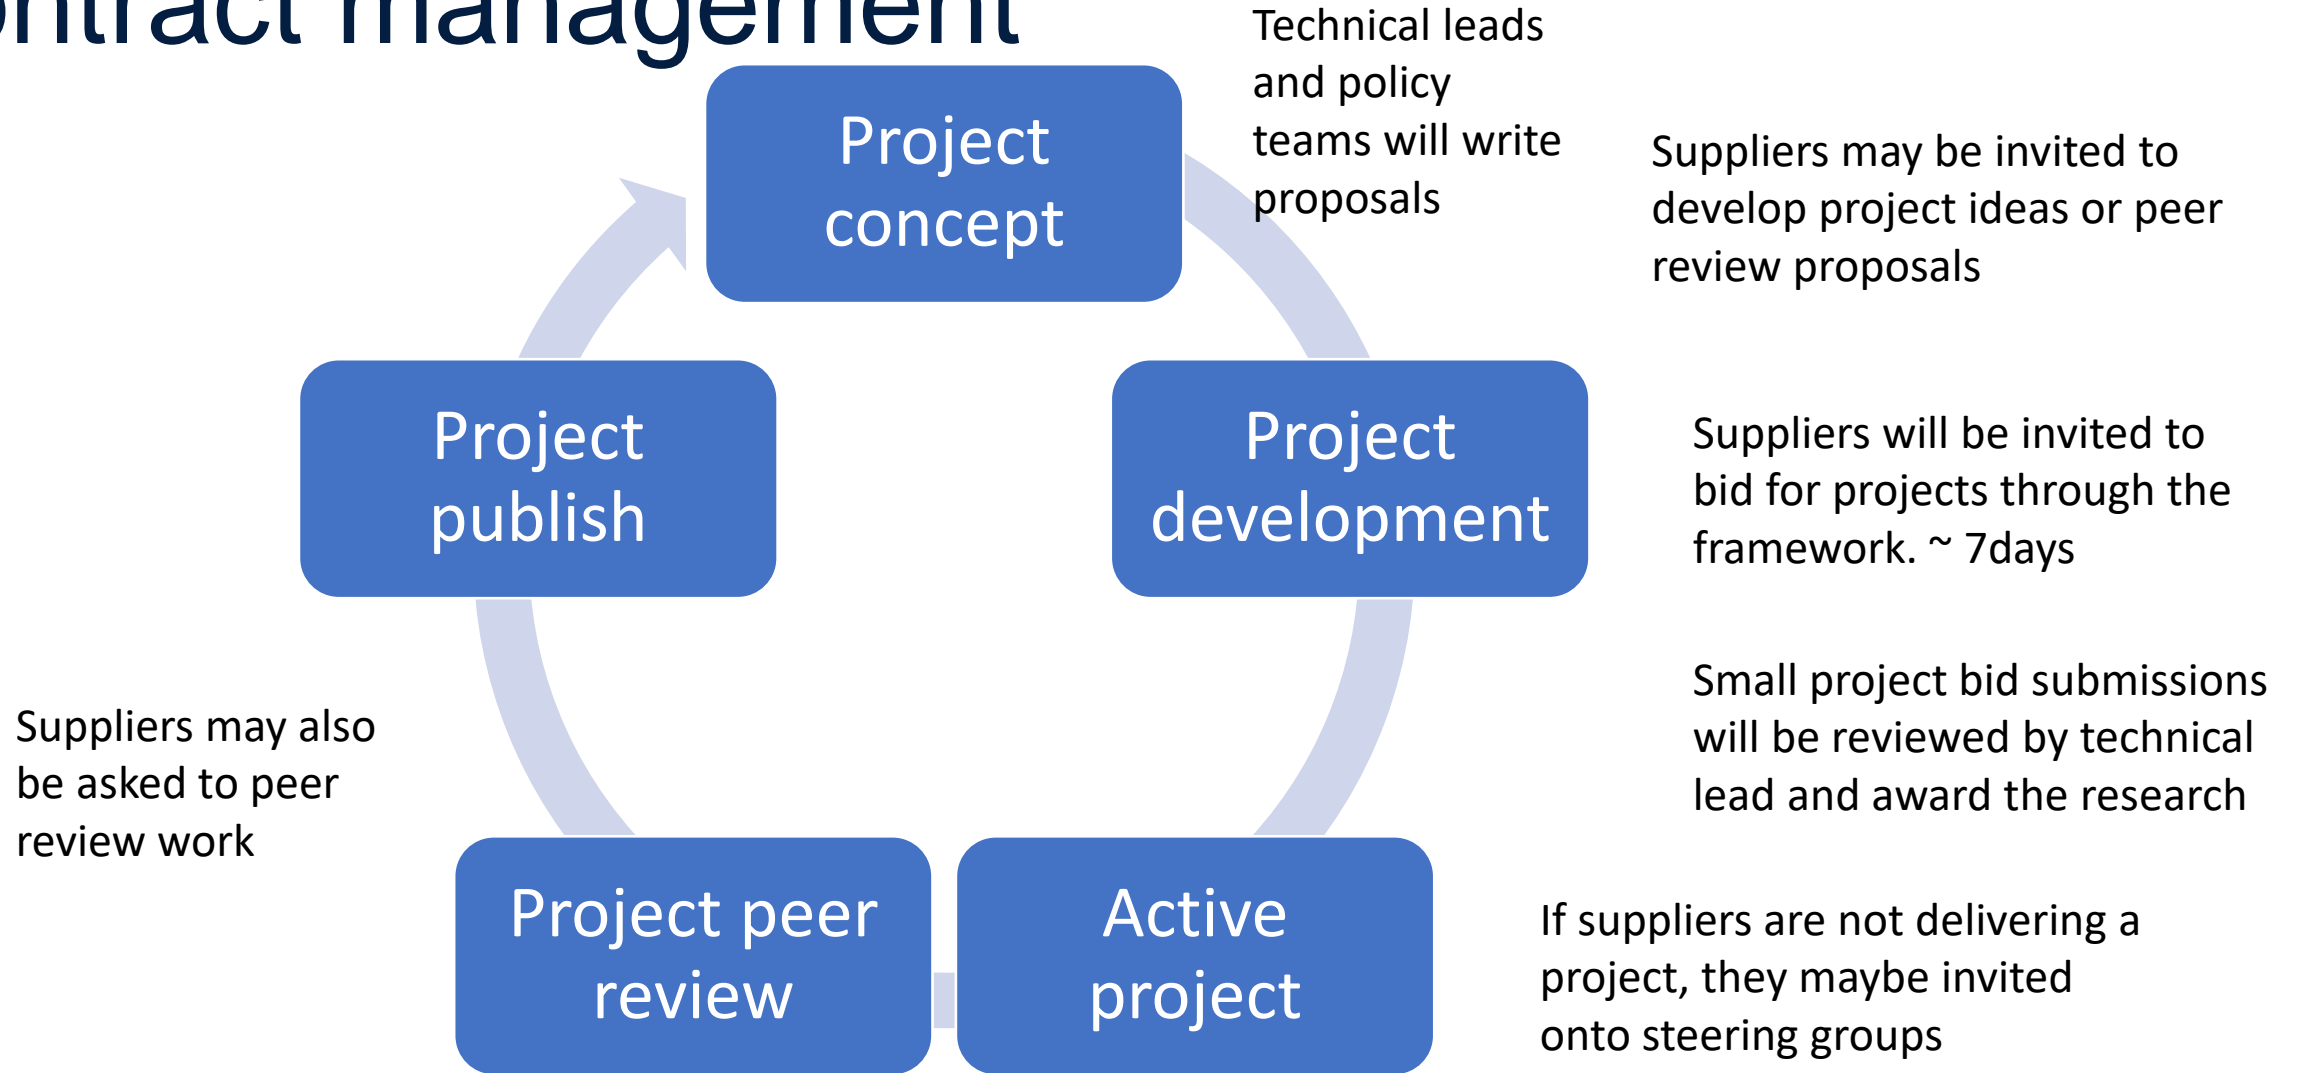 ontract management
Technical leads
and policy
teams will write
proposals
Project
concept
Suppliers may be invited to
develop project ideas or peer
review proposals
Project
development
Suppliers will be invited to
bid for projects through the
framework. ~ 7days
Small project bid submissions
will be reviewed by technical
lead and award the research
Active
project
If suppliers are not delivering a
project, they maybe invited
onto steering groups
Project peer
review
Suppliers may also
be asked to peer
review work
Project
publish